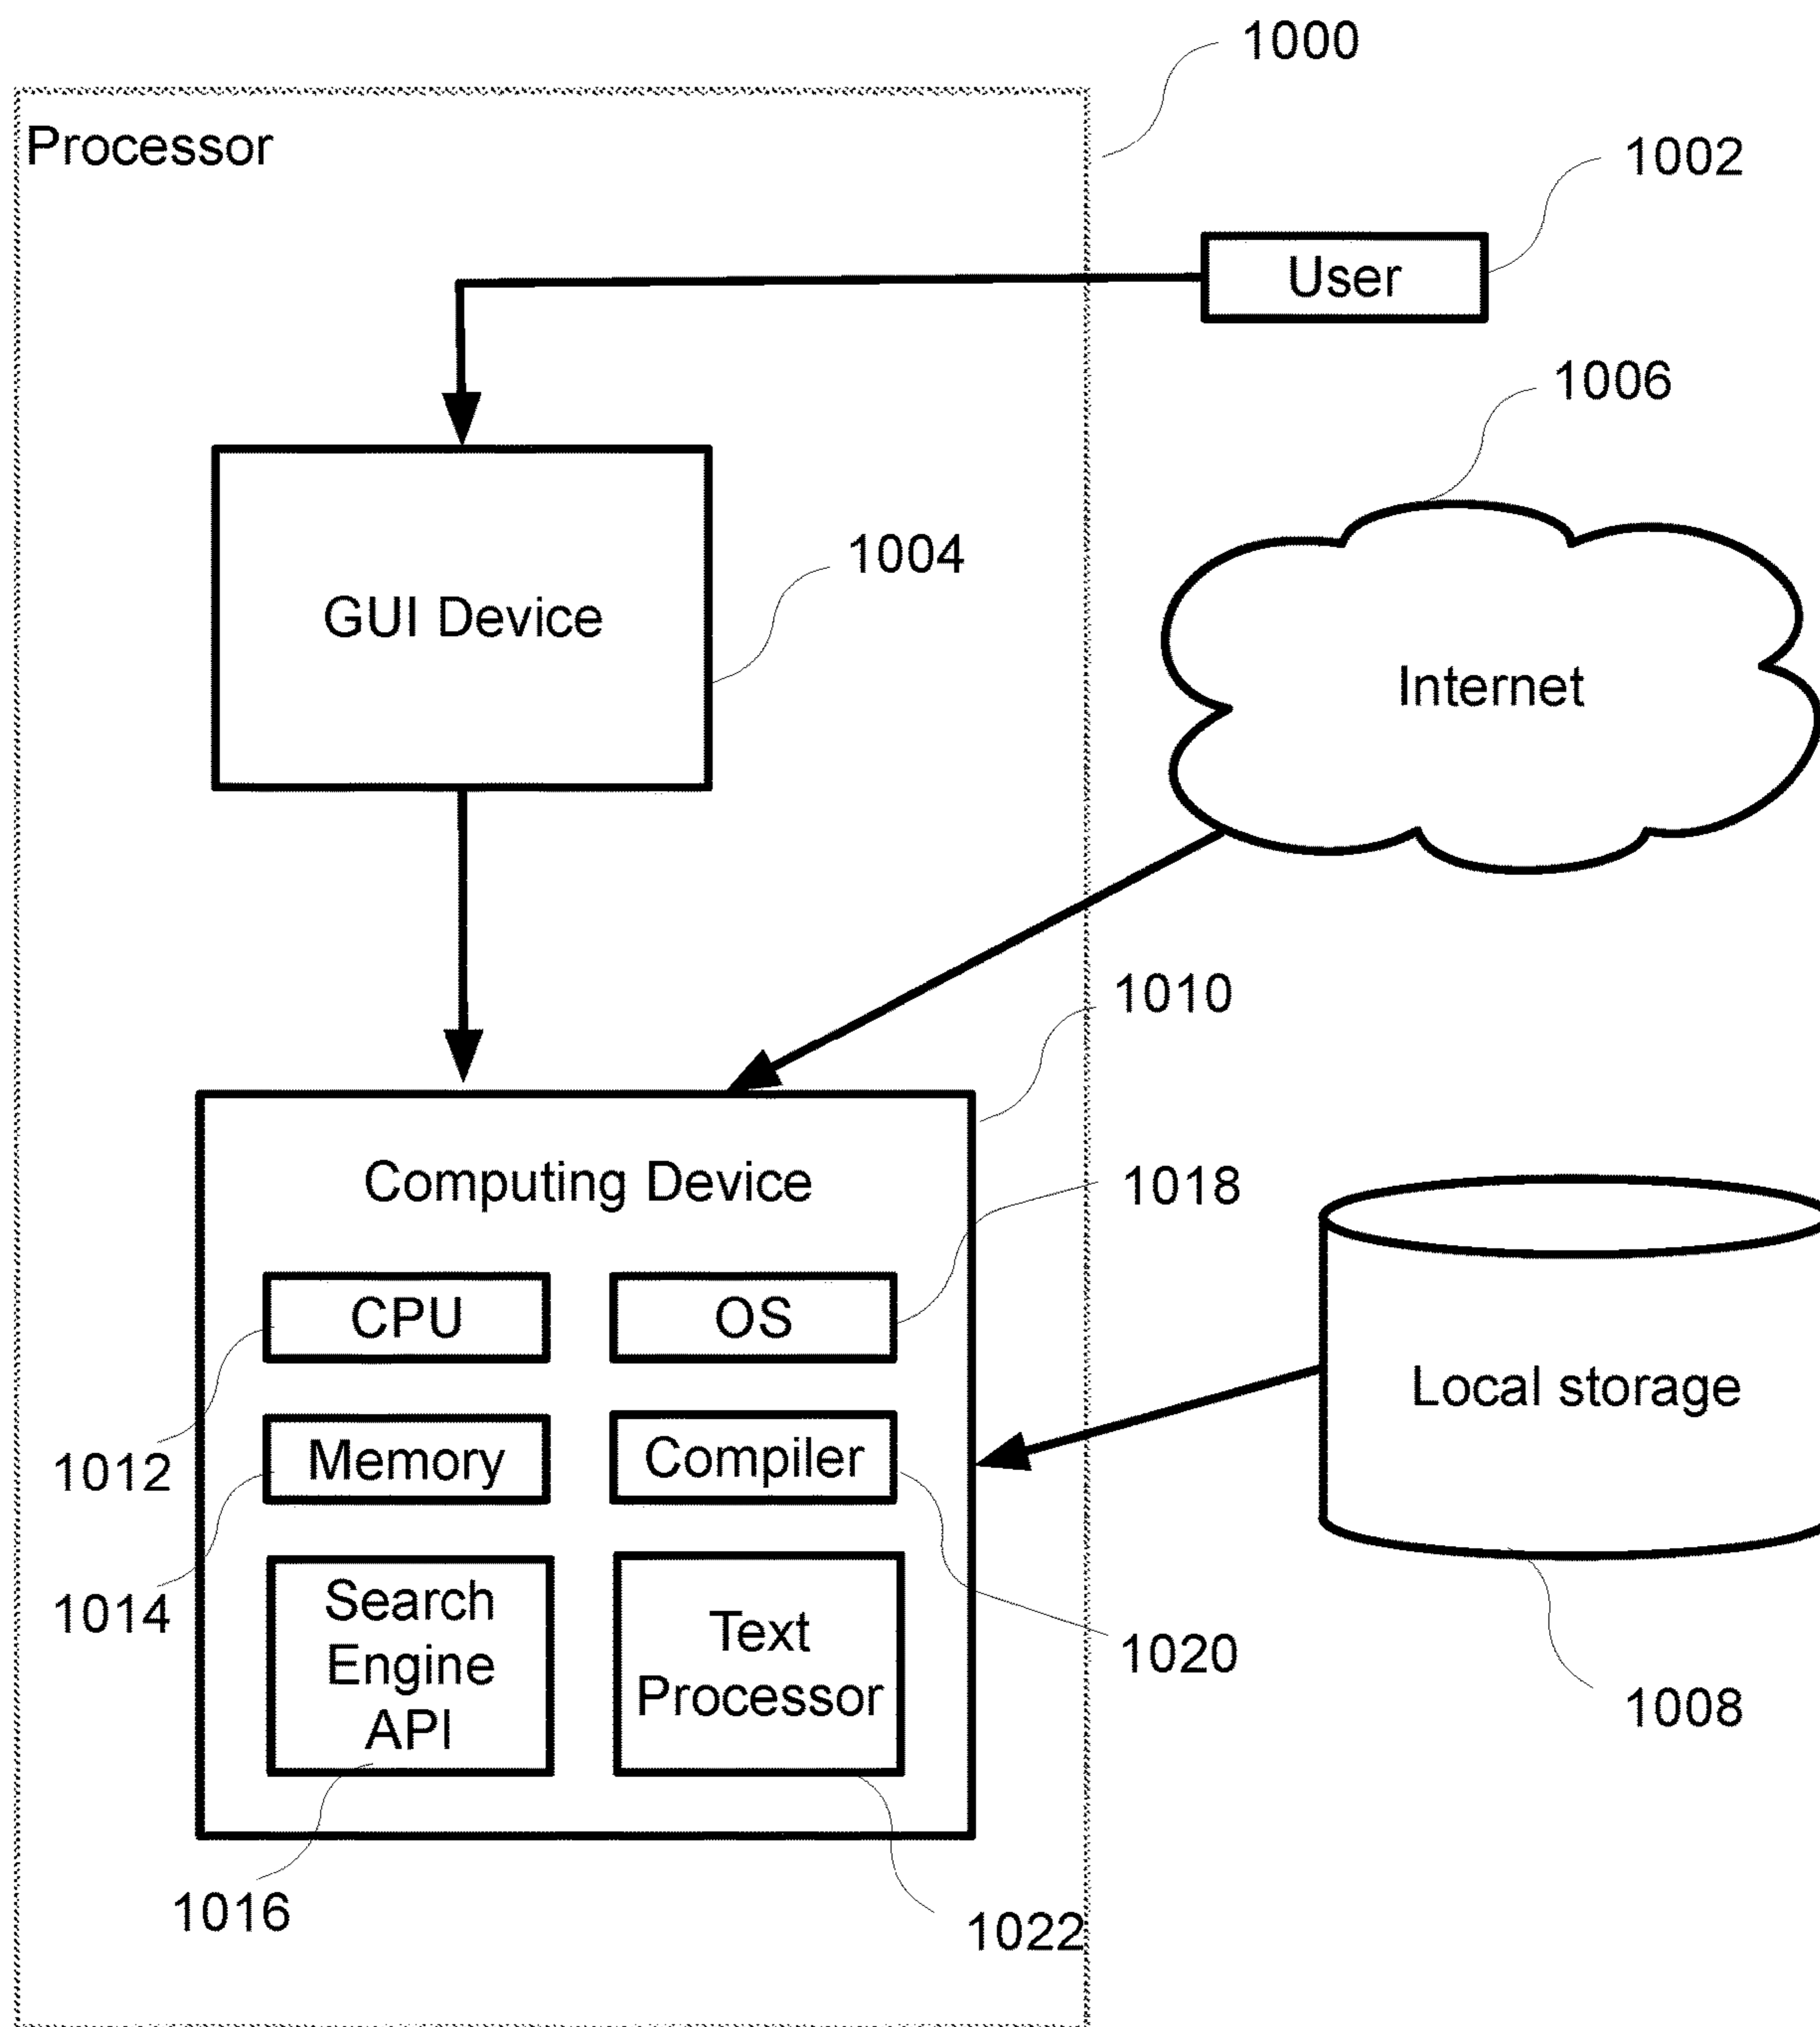 1000
Processor
1002
User
1006
1004
GUI Device
Internet
1010
Computing Device
1018
CPU
OS
Local storage
Memory
Compiler
1012
1014
Search
Engine
API
Text
Processor
1020
1008
1016
1022